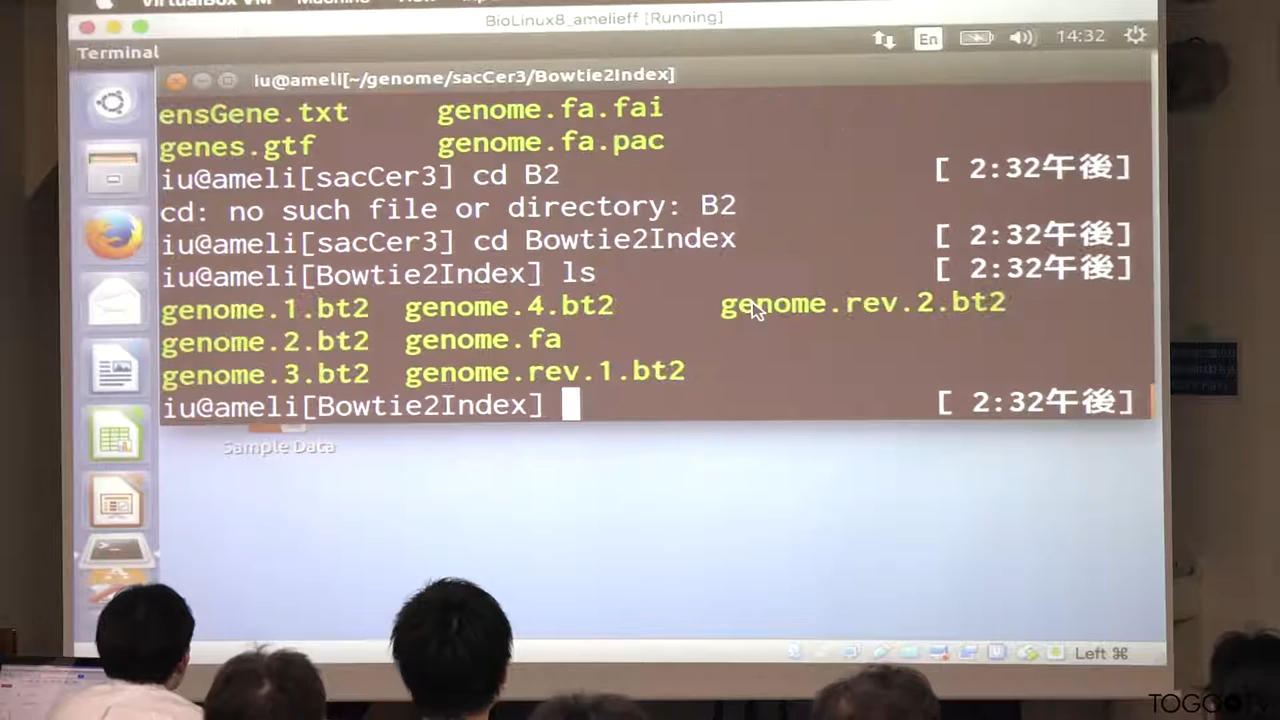 VirtualBox VM Machine
BioLinux8_amelieff [Running]
Terminal
En
14:32
iu@ameli[~/genome/sacCer3/Bowtie2Index]
ensGene.txt genome.fa.fai
genes.gtf genome.fa.pac
iu@ameli[sacCer3] cd B2 [ 2:32午後]
cd: no such file or directory: B2
iu@ameli[sacCer3] cd Bowtie2Index [ 2:32午後]
iu@ameli[Bowtie2Index] ls [ 2:32午後]
genome.1.bt2 genome.4.bt2 genome.rev.2.bt2
genome.2.bt2 genome.fa
genome.3.bt2 genome.rev.1.bt2
iu@ameli[Bowtie2Index] [ 2:32午後]
Sample Data
Left ⌘
TOGOTV